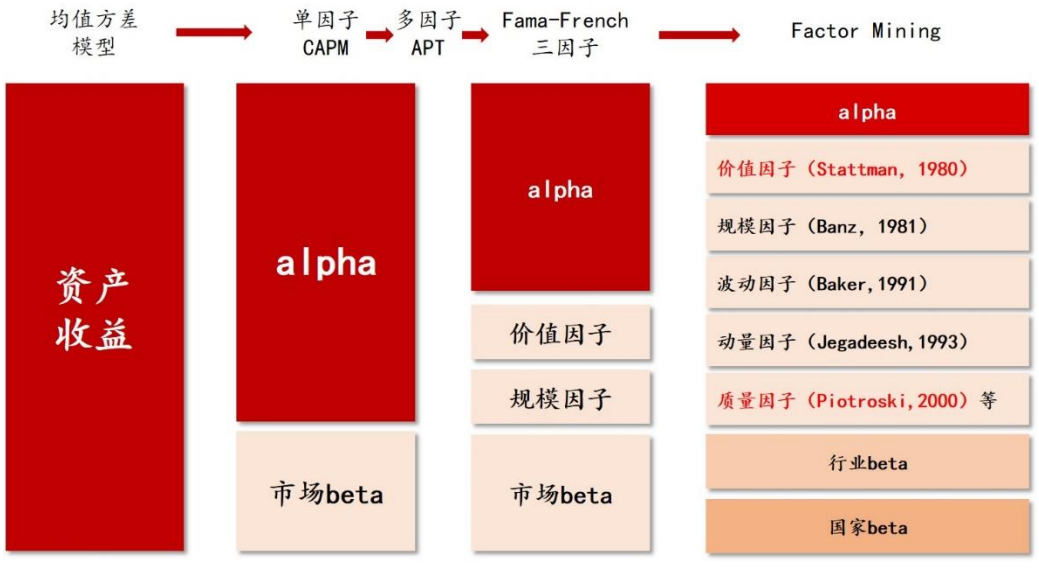 均值方差
模型
单因子
CAPM
多因子
APT
Fama-French
三因子
Factor Mining
资产
收益
alpha
市场beta
alpha
价值因子
规模因子
市场beta
alpha
价值因子（Stattman, 1980）
规模因子（Banz, 1981）
波动因子（Baker,1991）
动量因子（Jegadeesh,1993）
质量因子（Piotroski,2000）等
行业beta
国家beta